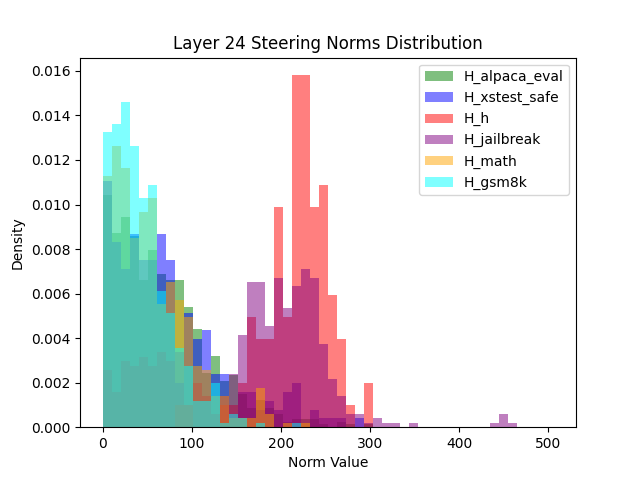 Layer 24 Steering Norms Distribution
0.016
0.014
0.012
0.010
0.008
0.006
0.004
0.002
0.000
Density
0 100 200 300 400 500
Norm Value
H_alpaca_eval
H_xstest_safe
H_h
H_jailbreak
H_math
H_gsm8k